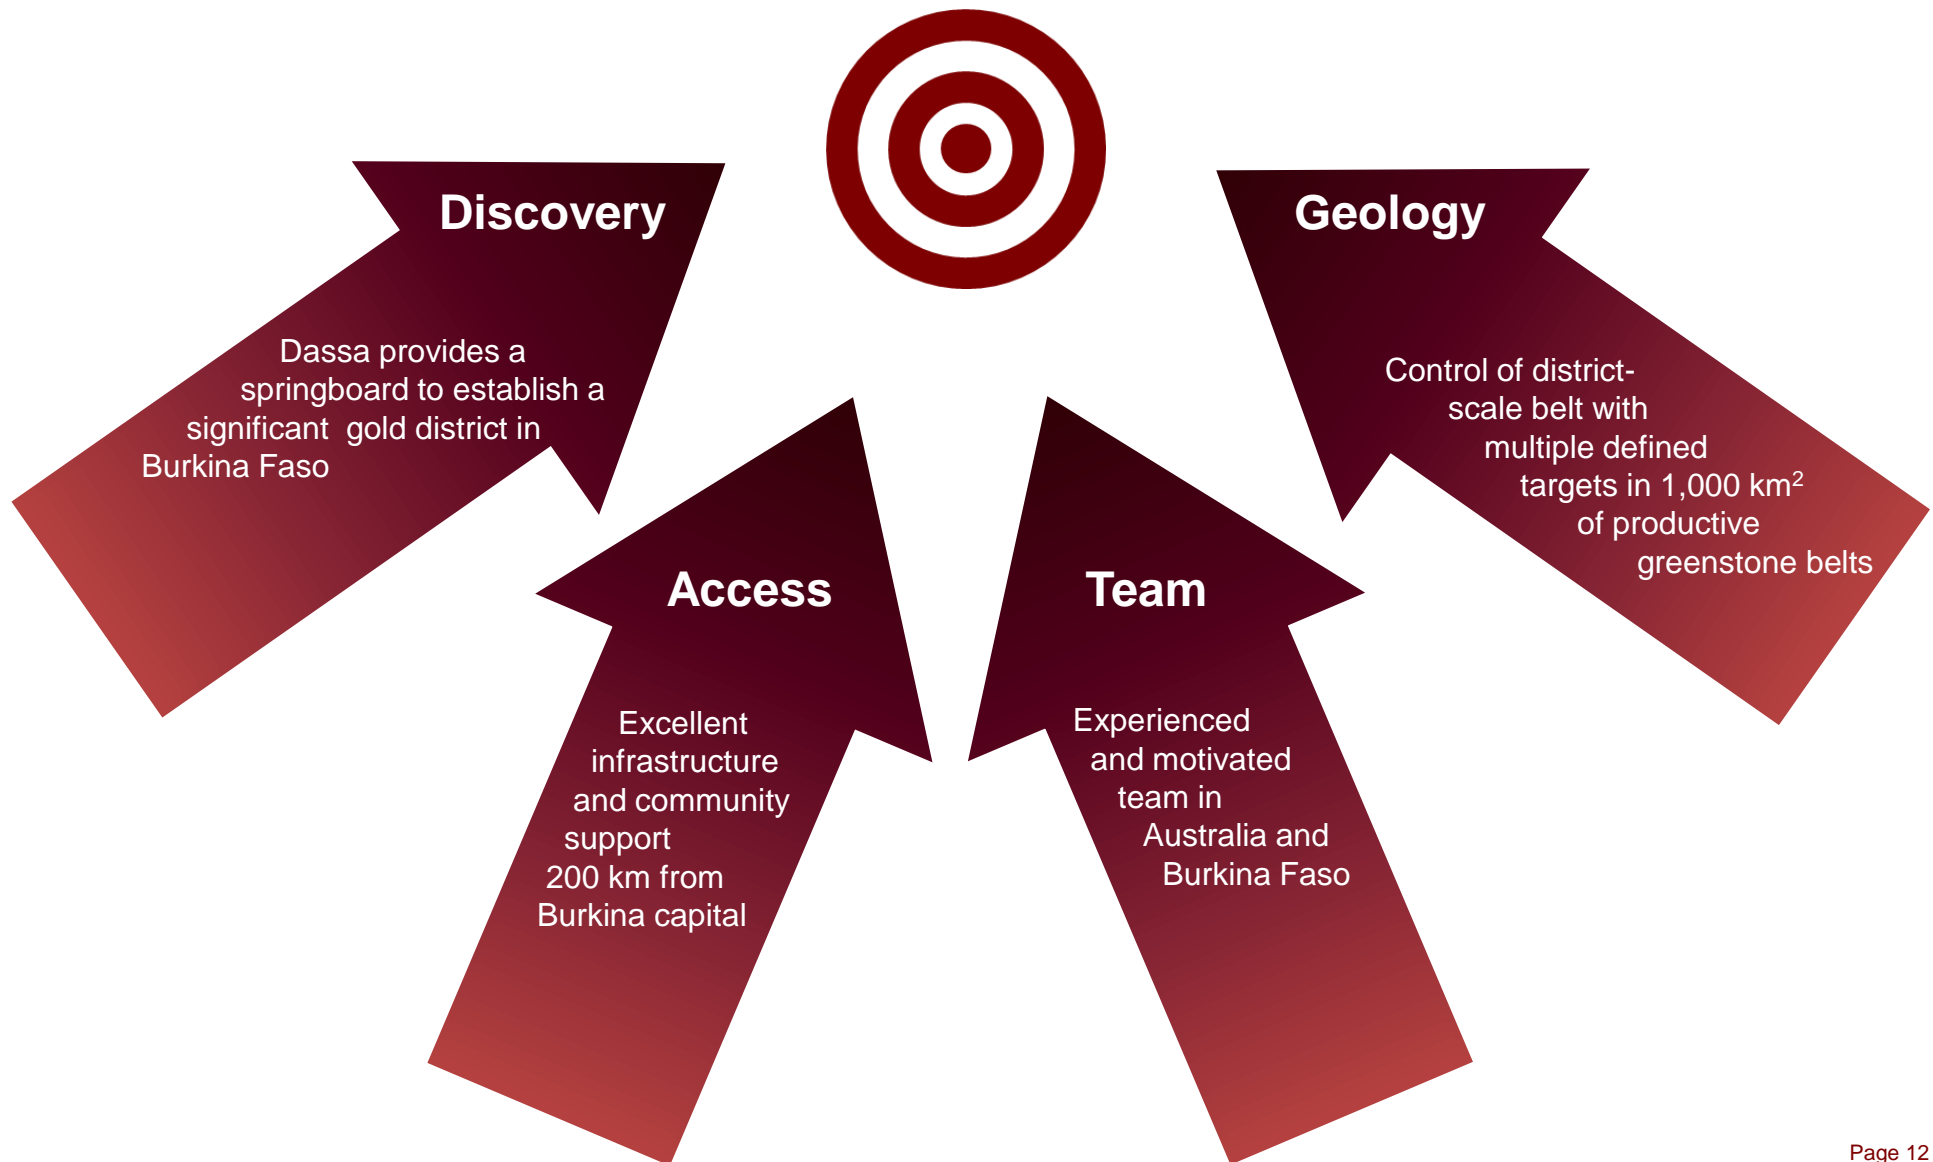 Discovery
Dassa provides a
springboard to establish a
significant  gold district in
Burkina Faso
Access
Excellent
infrastructure
and community
support
200 km from
Burkina capital
Team
Experienced
and motivated
team in
Australia and
Burkina Faso
Geology
Control of district-
scale belt with
multiple defined
targets in 1,000 km²
of productive
greenstone belts
Page 12